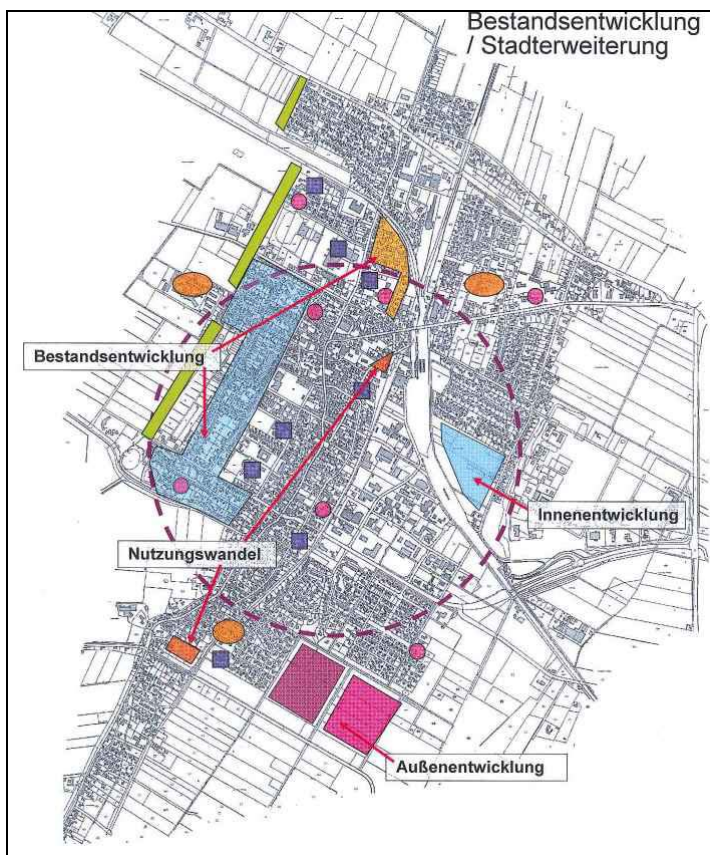 Bestandsentwicklung
/ Stadterweiterung
Bestandsentwicklung
Innenentwicklung
Nutzungswandel
Außenentwicklung